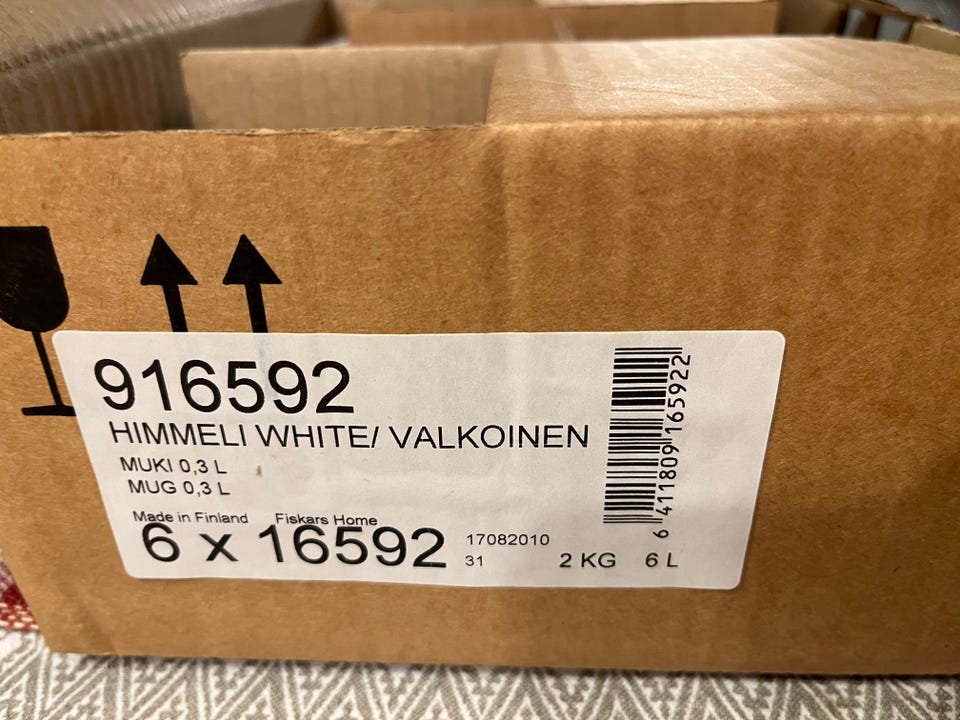 916592
HIMMELI WHITE/ VALKOINEN
MUKI 0,3 L
MUG 0,3 L
Made in Finland Fiskars Home
6 x 16592 17082010
31 2 KG 6 L
6 411809 165922